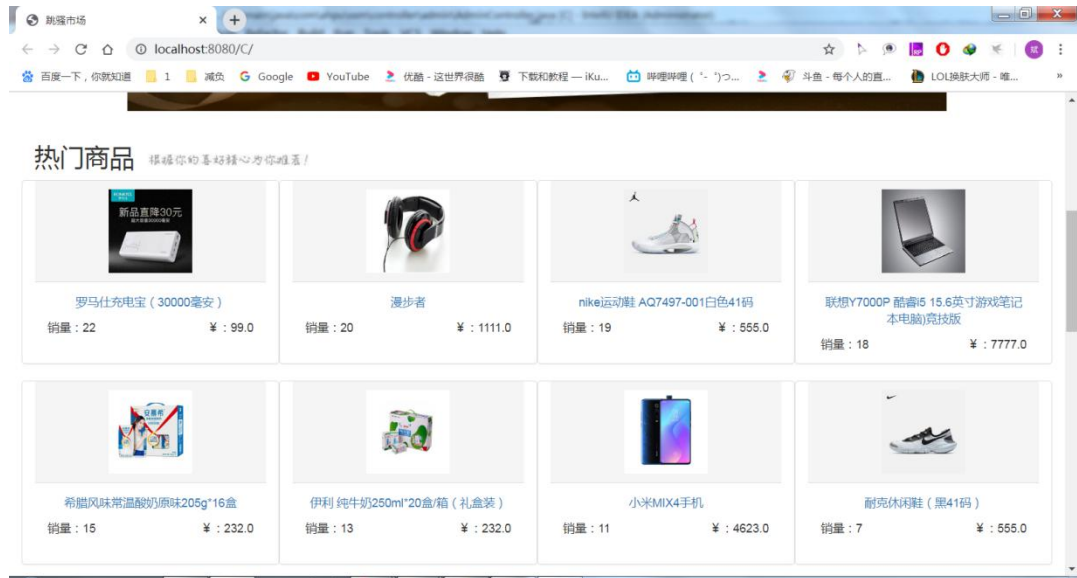 跳骚市场
localhost:8080/C/
百度一下，你就知道 1 减负 Google YouTube 优酷 - 这世界很酷 下载和教程 — iKu... 哔哩哔哩 ( ゜- ゜)つ... 斗鱼 - 每个人的直... LOL换肤大师 - 唯... »
热门商品 根据你的喜好精心为你推荐！
新品直降30元
罗马仕充电宝（30000毫安）
销量：22 ¥ ：99.0
漫步者
销量：20 ¥ ：1111.0
nike运动鞋 AQ7497-001白色41码
销量：19 ¥ ：555.0
联想Y7000P 酷睿i5 15.6英寸游戏笔记
本电脑)竞技版
销量：18 ¥ ：7777.0
安慕希
希腊风味常温酸奶原味205g*16盒
销量：15 ¥ ：232.0
伊利 纯牛奶250ml*20盒/箱（礼盒装）
销量：13 ¥ ：232.0
小米MIX4手机
销量：11 ¥ ：4623.0
耐克休闲鞋（黑41码）
销量：7 ¥ ：555.0